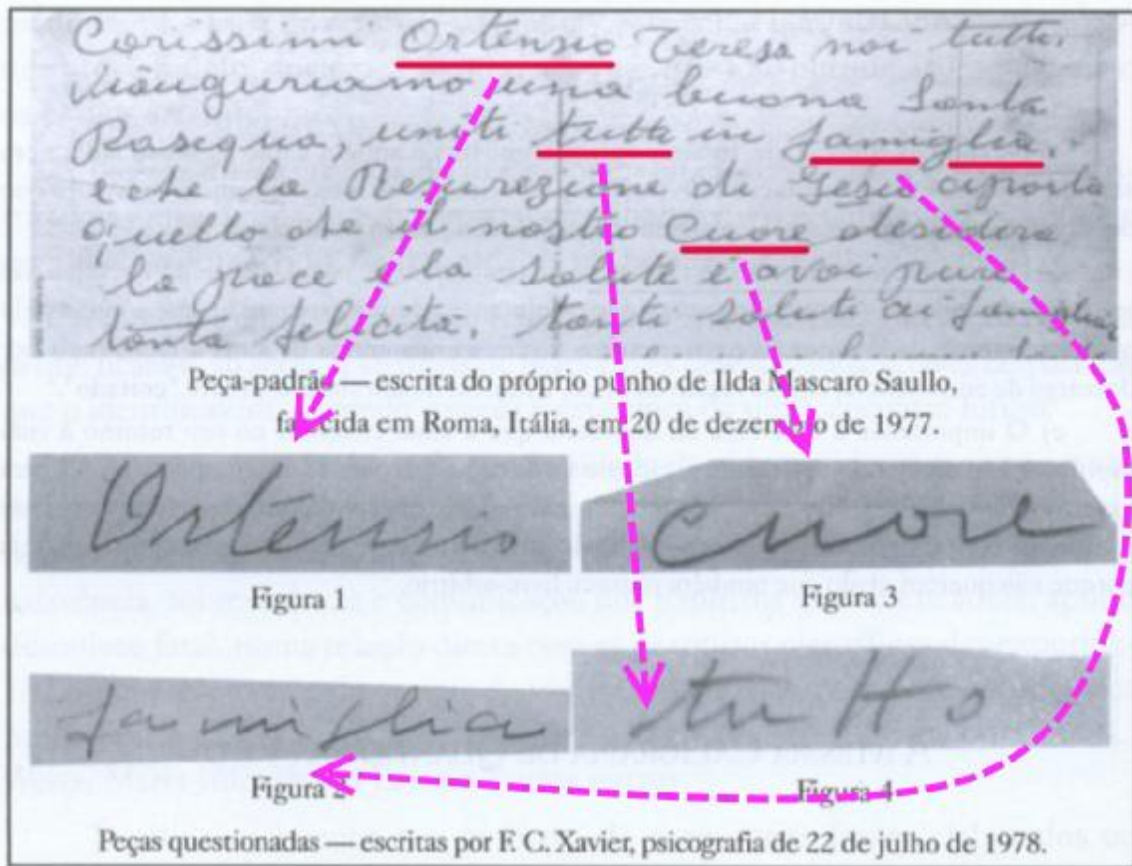 Carissimi Ortensio Teresa noi tutti
Vi auguriamo una buona Santa
Pasqua, uniti tutti in famiglia,
e che la Resurezione di Gesù
quello che il nostro Cuore desidera
la pace e la salute e a voi pure
tanta felicità. tanti saluti ai famigliari
Peça-padrão — escrita do próprio punho de Ilda Mascaro Saullo,
falecida em Roma, Itália, em 20 de dezembro de 1977.
Ortensio
cuore
Figura 1
Figura 3
famiglia
tutto
Figura 2
Figura 4
Peças questionadas — escritas por F. C. Xavier, psicografia de 22 de julho de 1978.